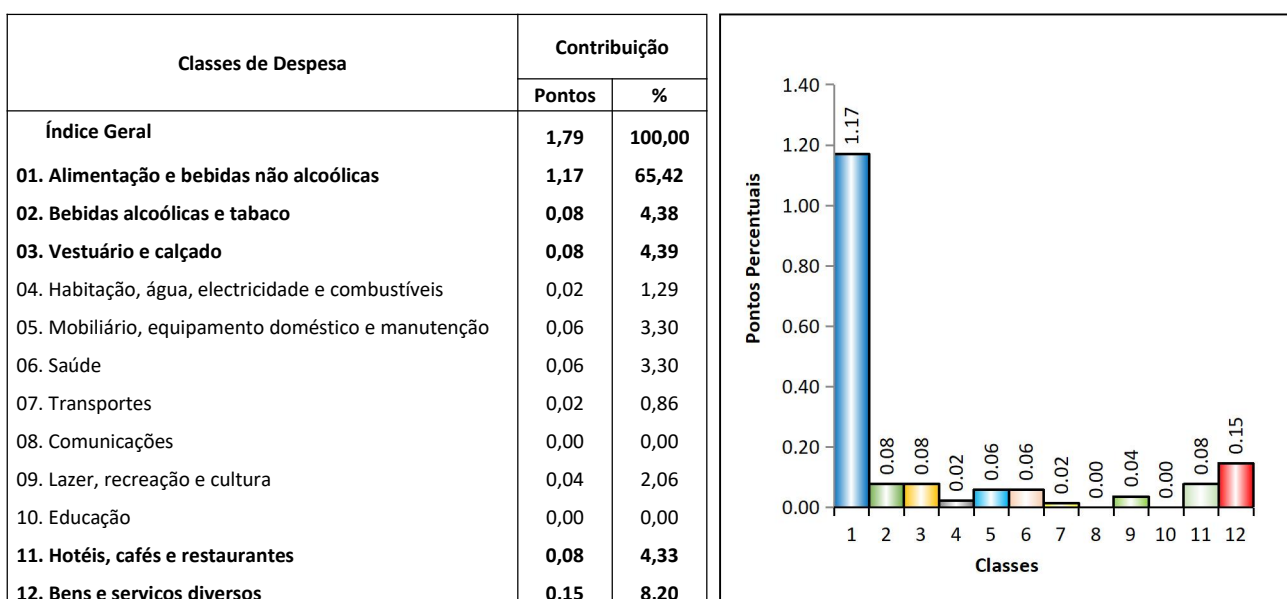 Classes de Despesa
Contribuição
Pontos %
Índice Geral 1,79 100,00
01. Alimentação e bebidas não alcoólicas 1,17 65,42
02. Bebidas alcoólicas e tabaco 0,08 4,38
03. Vestuário e calçado 0,08 4,39
04. Habitação, água, electricidade e combustíveis 0,02 1,29
05. Mobiliário, equipamento doméstico e manutenção 0,06 3,30
06. Saúde 0,06 3,30
07. Transportes 0,02 0,86
08. Comunicações 0,00 0,00
09. Lazer, recreação e cultura 0,04 2,06
10. Educação 0,00 0,00
11. Hotéis, cafés e restaurantes 0,08 4,33
12. Bens e serviços diversos 0,15 8,20
Pontos Percentuais
1.40
1.20
1.00
0.80
0.60
0.40
0.20
0.00
1.17 0.08 0.08 0.02 0.06 0.06 0.02 0.00 0.04 0.00 0.08 0.15
1 2 3 4 5 6 7 8 9 10 11 12
Classes